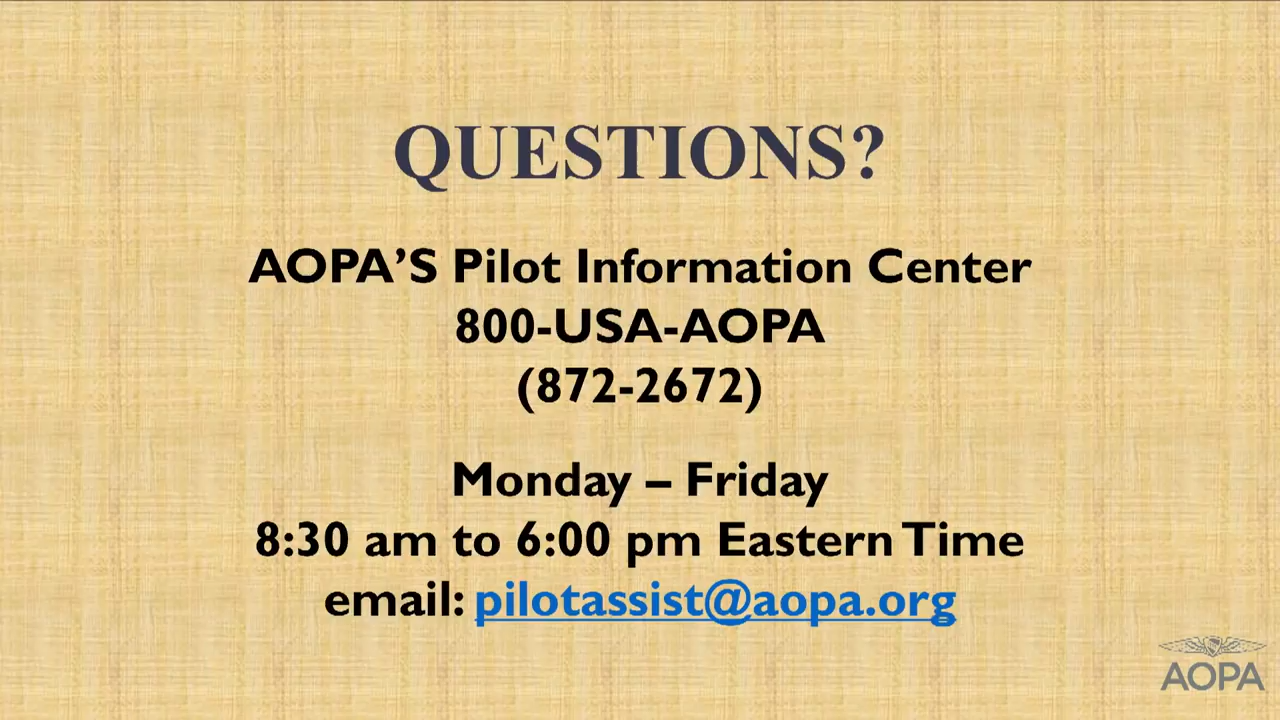 QUESTIONS?
AOPA’S Pilot Information Center
800-USA-AOPA
(872-2672)
Monday – Friday
8:30 am to 6:00 pm Eastern Time
email: pilotassist@aopa.org
AOPA